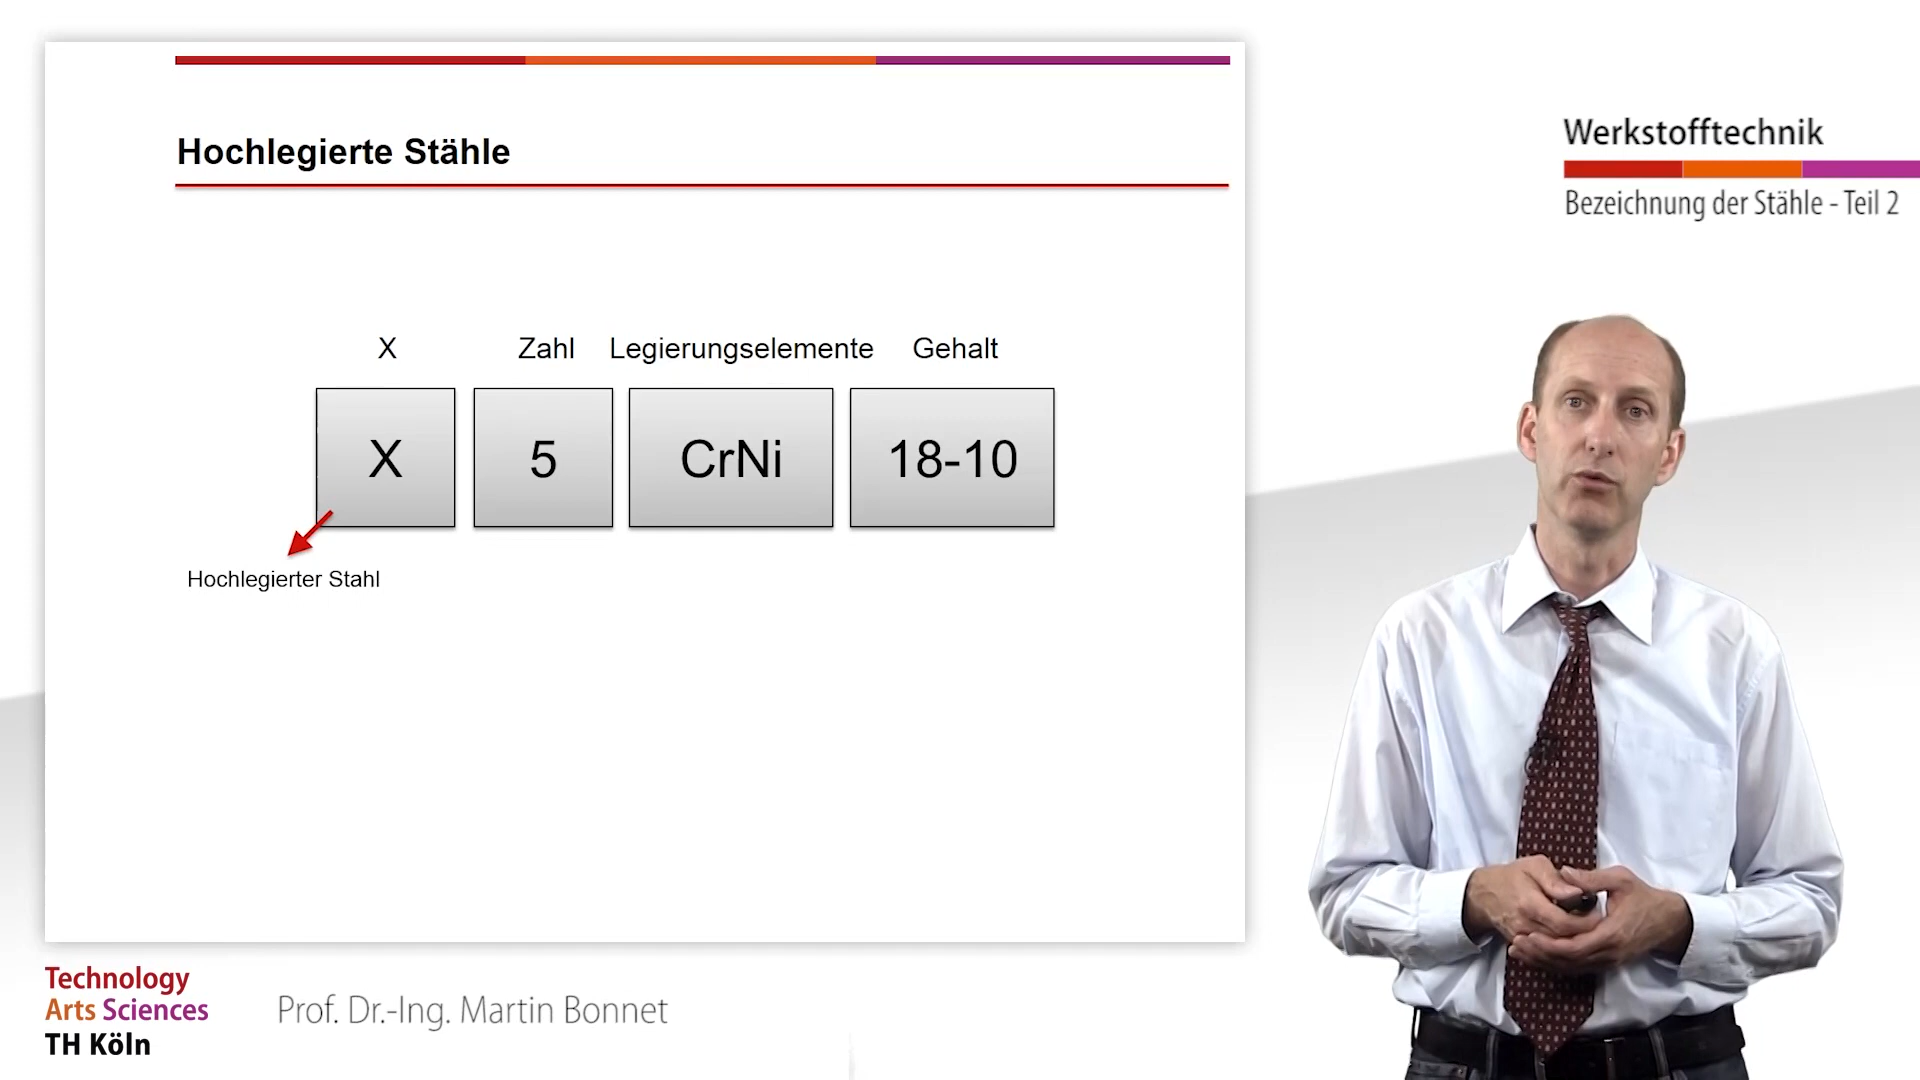 Hochlegierte Stähle
X Zahl Legierungselemente Gehalt
X 5 CrNi 18-10
Hochlegierter Stahl
Werkstofftechnik
Bezeichnung der Stähle - Teil 2
Technology
Arts Sciences
TH Köln
Prof. Dr.-Ing. Martin Bonnet